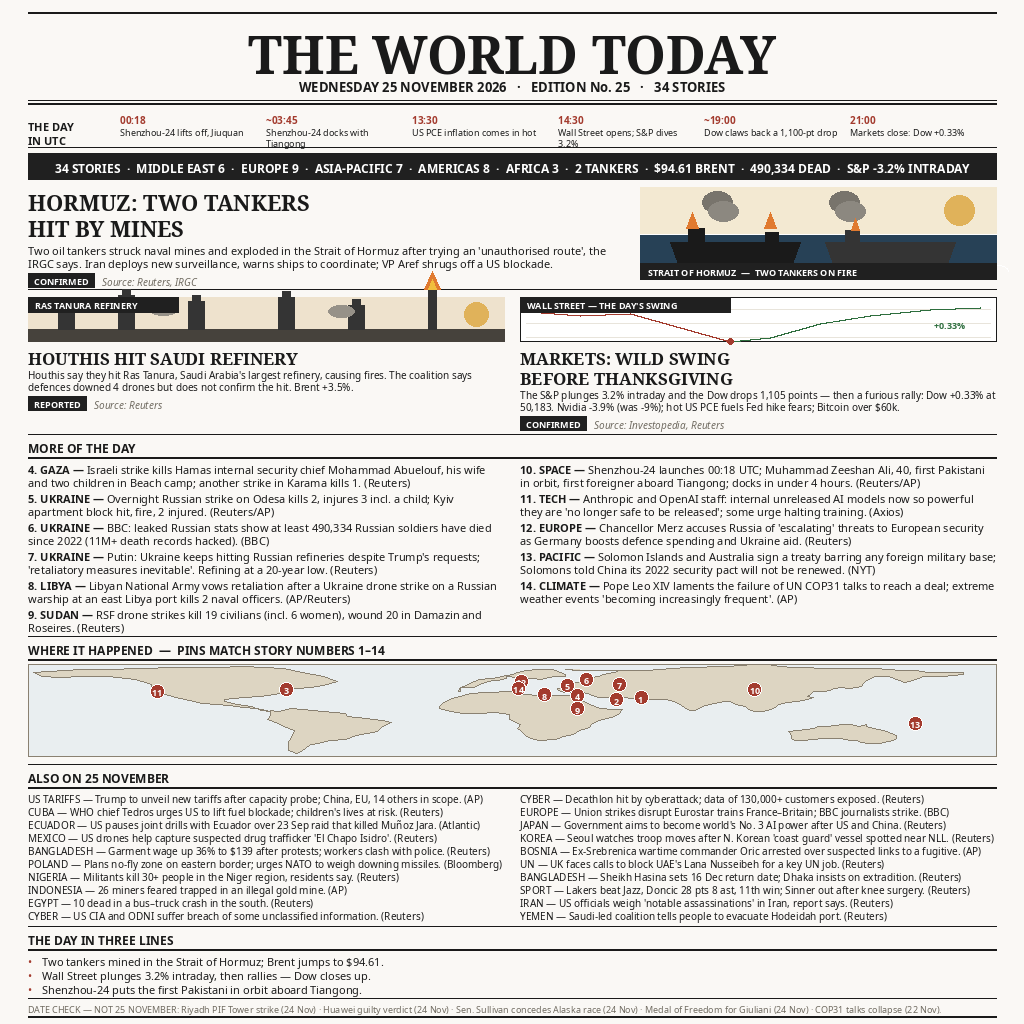 THE WORLD TODAY
WEDNESDAY 25 NOVEMBER 2026 · EDITION No. 25 · 34 STORIES
THE DAY
IN UTC
00:18
Shenzhou-24 lifts off, Jiuquan
~03:45
Shenzhou-24 docks with
Tiangong
13:30
US PCE inflation comes in hot
14:30
Wall Street opens; S&P dives
3.2%
~19:00
Dow claws back a 1,100-pt drop
21:00
Markets close: Dow +0.33%
34 STORIES · MIDDLE EAST 6 · EUROPE 9 · ASIA-PACIFIC 7 · AMERICAS 8 · AFRICA 3 · 2 TANKERS · $94.61 BRENT · 490,334 DEAD · S&P -3.2% INTRADAY
HORMUZ: TWO TANKERS
HIT BY MINES
Two oil tankers struck naval mines and exploded in the Strait of Hormuz after trying an 'unauthorised route', the
IRGC says. Iran deploys new surveillance, warns ships to coordinate; VP Aref shrugs off a US blockade.
CONFIRMED Source: Reuters, IRGC
STRAIT OF HORMUZ — TWO TANKERS ON FIRE
RAS TANURA REFINERY
HOUTHIS HIT SAUDI REFINERY
Houthis say they hit Ras Tanura, Saudi Arabia's largest refinery, causing fires. The coalition says
defences downed 4 drones but does not confirm the hit. Brent +3.5%.
REPORTED Source: Reuters
WALL STREET — THE DAY'S SWING
+0.33%
MARKETS: WILD SWING
BEFORE THANKSGIVING
The S&P plunges 3.2% intraday and the Dow drops 1,105 points — then a furious rally: Dow +0.33% at
50,183. Nvidia -3.9% (was -9%); hot US PCE fuels Fed hike fears; Bitcoin over $60k.
CONFIRMED Source: Investopedia, Reuters
MORE OF THE DAY
4. GAZA — Israeli strike kills Hamas internal security chief Mohammad Abuelouf, his wife
and two children in Beach camp; another strike in Karama kills 1. (Reuters)
5. UKRAINE — Overnight Russian strike on Odesa kills 2, injures 3 incl. a child; Kyiv
apartment block hit, fire, 2 injured. (Reuters/AP)
6. UKRAINE — BBC: leaked Russian stats show at least 490,334 Russian soldiers have died
since 2022 (11M+ death records hacked). (BBC)
7. UKRAINE — Putin: Ukraine keeps hitting Russian refineries despite Trump's requests;
'retaliatory measures inevitable'. Refining at a 20-year low. (Reuters)
8. LIBYA — Libyan National Army vows retaliation after a Ukraine drone strike on a Russian
warship at an east Libya port kills 2 naval officers. (AP/Reuters)
9. SUDAN — RSF drone strikes kill 19 civilians (incl. 6 women), wound 20 in Damazin and
Roseires. (Reuters)
10. SPACE — Shenzhou-24 launches 00:18 UTC; Muhammad Zeeshan Ali, 40, first Pakistani
in orbit, first foreigner aboard Tiangong; docks in under 4 hours. (Reuters/AP)
11. TECH — Anthropic and OpenAI staff: internal unreleased AI models now so powerful
they are 'no longer safe to be released'; some urge halting training. (Axios)
12. EUROPE — Chancellor Merz accuses Russia of 'escalating' threats to European security
as Germany boosts defence spending and Ukraine aid. (Reuters)
13. PACIFIC — Solomon Islands and Australia sign a treaty barring any foreign military base;
Solomons told China its 2022 security pact will not be renewed. (NYT)
14. CLIMATE — Pope Leo XIV laments the failure of UN COP31 talks to reach a deal; extreme
weather events 'becoming increasingly frequent'. (AP)
WHERE IT HAPPENED — PINS MATCH STORY NUMBERS 1–14
11
3
14
8
5
6
4
9
7
2
1
10
13
ALSO ON 25 NOVEMBER
US TARIFFS — Trump to unveil new tariffs after capacity probe; China, EU, 14 others in scope. (AP)
CUBA — WHO chief Tedros urges US to lift fuel blockade; children's lives at risk. (Reuters)
ECUADOR — US pauses joint drills with Ecuador over 23 Sep raid that killed Muñoz Jara. (Atlantic)
MEXICO — US drones help capture suspected drug trafficker 'El Chapo Isidro'. (Reuters)
BANGLADESH — Garment wage up 36% to $139 after protests; workers clash with police. (Reuters)
POLAND — Plans no-fly zone on eastern border; urges NATO to weigh downing missiles. (Bloomberg)
NIGERIA — Militants kill 30+ people in the Niger region, residents say. (Reuters)
INDONESIA — 26 miners feared trapped in an illegal gold mine. (AP)
EGYPT — 10 dead in a bus–truck crash in the south. (Reuters)
CYBER — US CIA and ODNI suffer breach of some unclassified information. (Reuters)
CYBER — Decathlon hit by cyberattack; data of 130,000+ customers exposed. (Reuters)
EUROPE — Union strikes disrupt Eurostar trains France–Britain; BBC journalists strike. (BBC)
JAPAN — Government aims to become world's No. 3 AI power after US and China. (Reuters)
KOREA — Seoul watches troop moves after N. Korean 'coast guard' vessel spotted near NLL. (Reuters)
BOSNIA — Ex-Srebrenica wartime commander Oric arrested over suspected links to a fugitive. (AP)
UN — UK faces calls to block UAE's Lana Nusseibeh for a key UN job. (Reuters)
BANGLADESH — Sheikh Hasina sets 16 Dec return date; Dhaka insists on extradition. (Reuters)
SPORT — Lakers beat Jazz, Doncic 28 pts 8 ast, 11th win; Sinner out after knee surgery. (Reuters)
IRAN — US officials weigh 'notable assassinations' in Iran, report says. (Reuters)
YEMEN — Saudi-led coalition tells people to evacuate Hodeidah port. (Reuters)
THE DAY IN THREE LINES
• Two tankers mined in the Strait of Hormuz; Brent jumps to $94.61.
• Wall Street plunges 3.2% intraday, then rallies — Dow closes up.
• Shenzhou-24 puts the first Pakistani in orbit aboard Tiangong.
DATE CHECK — NOT 25 NOVEMBER: Riyadh PIF Tower strike (24 Nov) · Huawei guilty verdict (24 Nov) · Sen. Sullivan concedes Alaska race (24 Nov) · Medal of Freedom for Giuliani (24 Nov) · COP31 talks collapse (22 Nov).